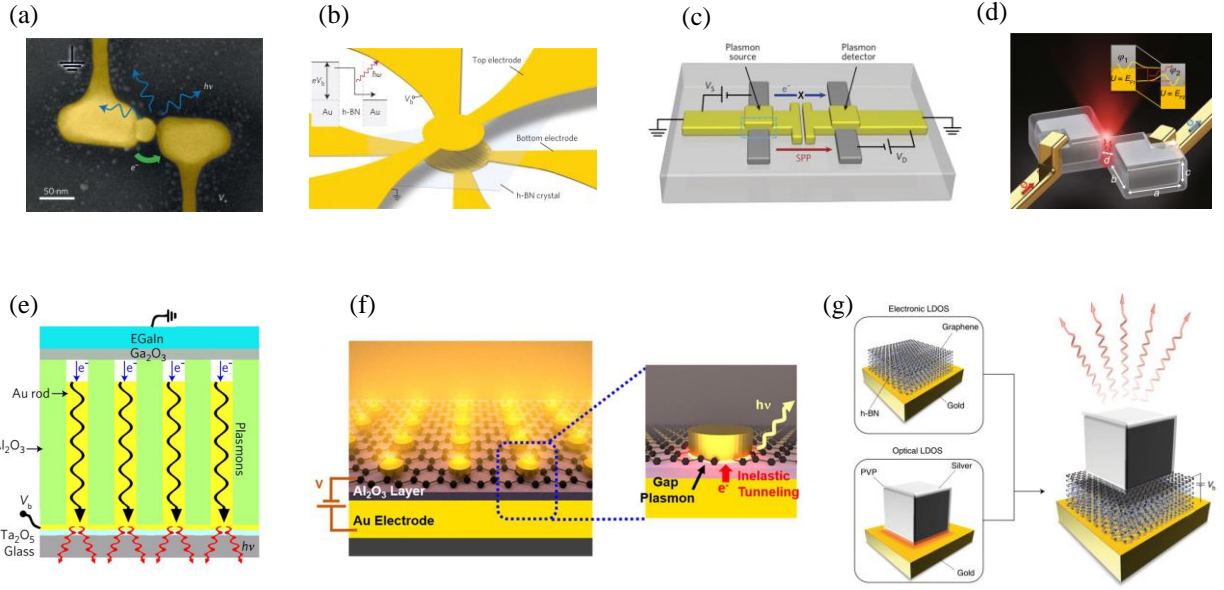 (a)
hν
e⁻
50 nm
Vₛ
(b)
Top electrode
eV_b
ħω
V_b
h-BN
Au
Au
Bottom electrode
h-BN crystal
(c)
Plasmon
source
Plasmon
detector
V_S
e⁻
X
SPP
V_D
(d)
φ₁
φ₂
d
b
a
c
(e)
EGaIn
Ga₂O₃
e⁻ e⁻ e⁻ e⁻
Au rod
Al₂O₃
Plasmons
V_b
Ta₂O₅
Glass
hν
(f)
V
Al₂O₃ Layer
Au Electrode
hν
Gap
Plasmon
e⁻
Inelastic
Tunneling
(g)
Electronic LDOS
Graphene
h-BN
Gold
Optical LDOS
PVP
Silver
Gold
V_b